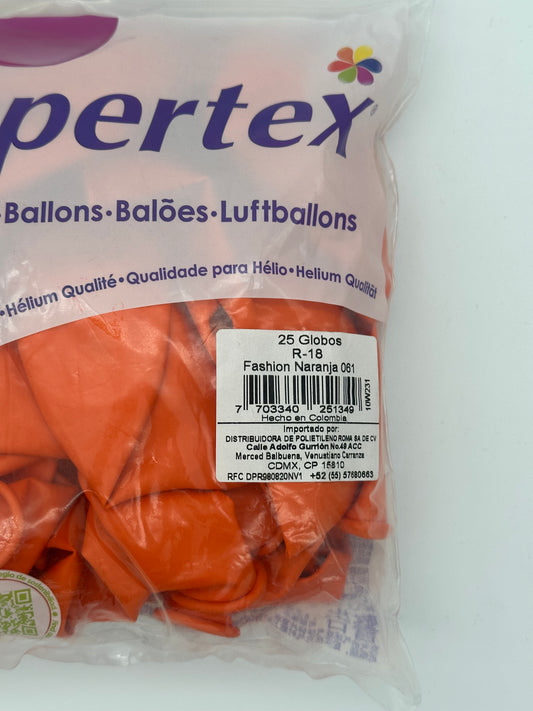 pertex
Ballons•Balões•Luftballons
•Hélium Qualité•Qualidade para Hélio•Helium Qualität
25 Globos
R-18
Fashion Naranja 061
7 703340 251349
10W231
Hecho en Colombia
Importado por:
DISTRIBUIDORA DE POLIETILENO ROMA SA DE CV
Calle Adolfo Gurrión No.49 ACC
Merced Balbuena, Venustiano Carranza
CDMX, CP 15810
RFC DPR980820NV1 +52 (55) 57680663